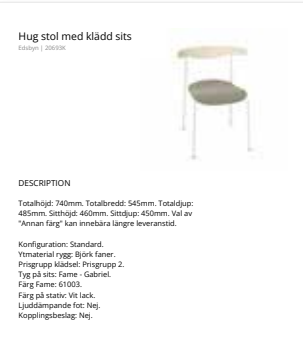 Hug stol med klädd sits
Edsbyn | 20693K
DESCRIPTION
Totalhöjd: 740mm. Totalbredd: 545mm. Totaldjup:
485mm. Sitthöjd: 460mm. Sittdjup: 450mm. Val av
"Annan färg" kan innebära längre leveranstid.
Konfiguration: Standard.
Ytmaterial rygg: Björk faner.
Prisgrupp klädsel: Prisgrupp 2.
Tyg på sits: Fame - Gabriel.
Färg Fame: 61003.
Färg på stativ: Vit lack.
Ljuddämpande fot: Nej.
Kopplingsbeslag: Nej.